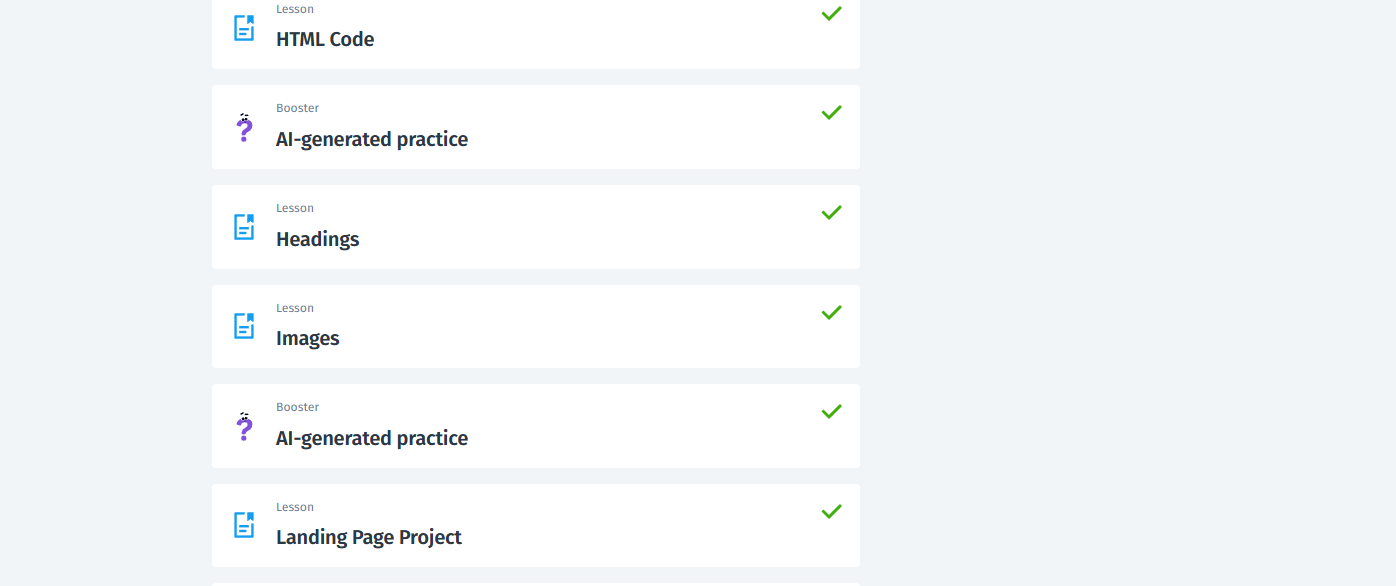 Lesson
HTML Code
Booster
AI-generated practice
Lesson
Headings
Lesson
Images
Booster
AI-generated practice
Lesson
Landing Page Project